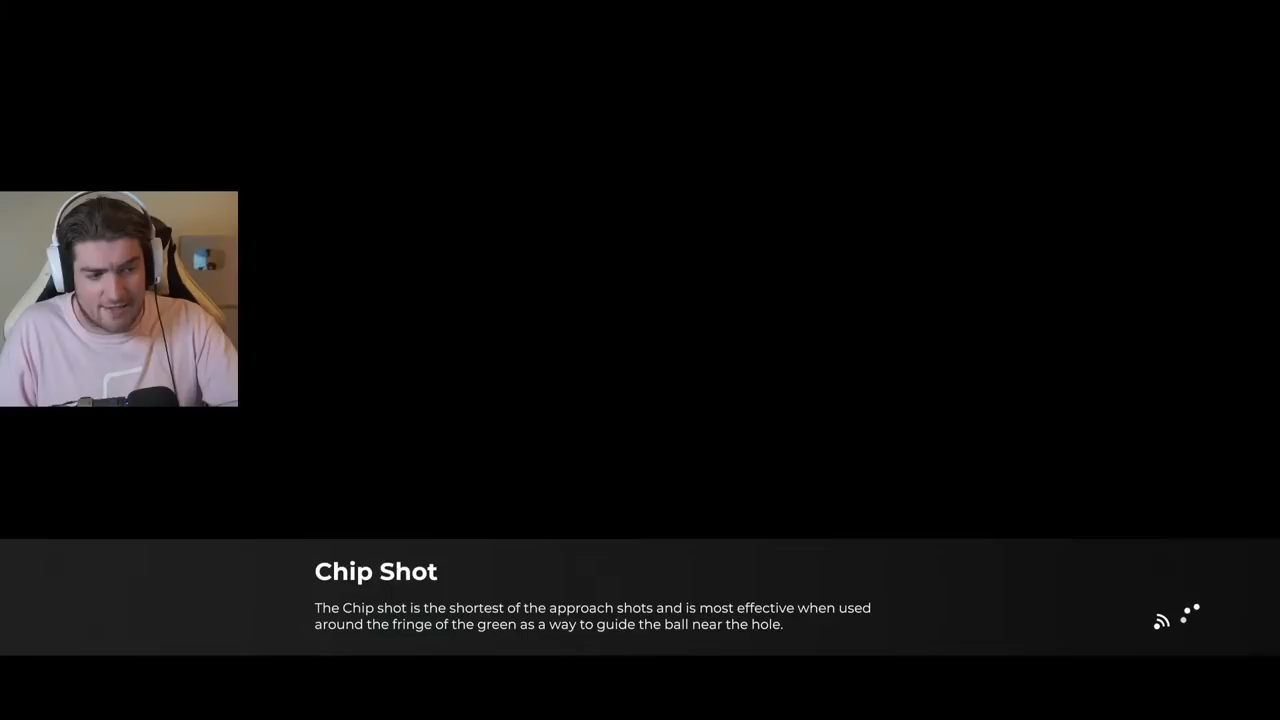 Chip Shot
The Chip shot is the shortest of the approach shots and is most effective when used
around the fringe of the green as a way to guide the ball near the hole.